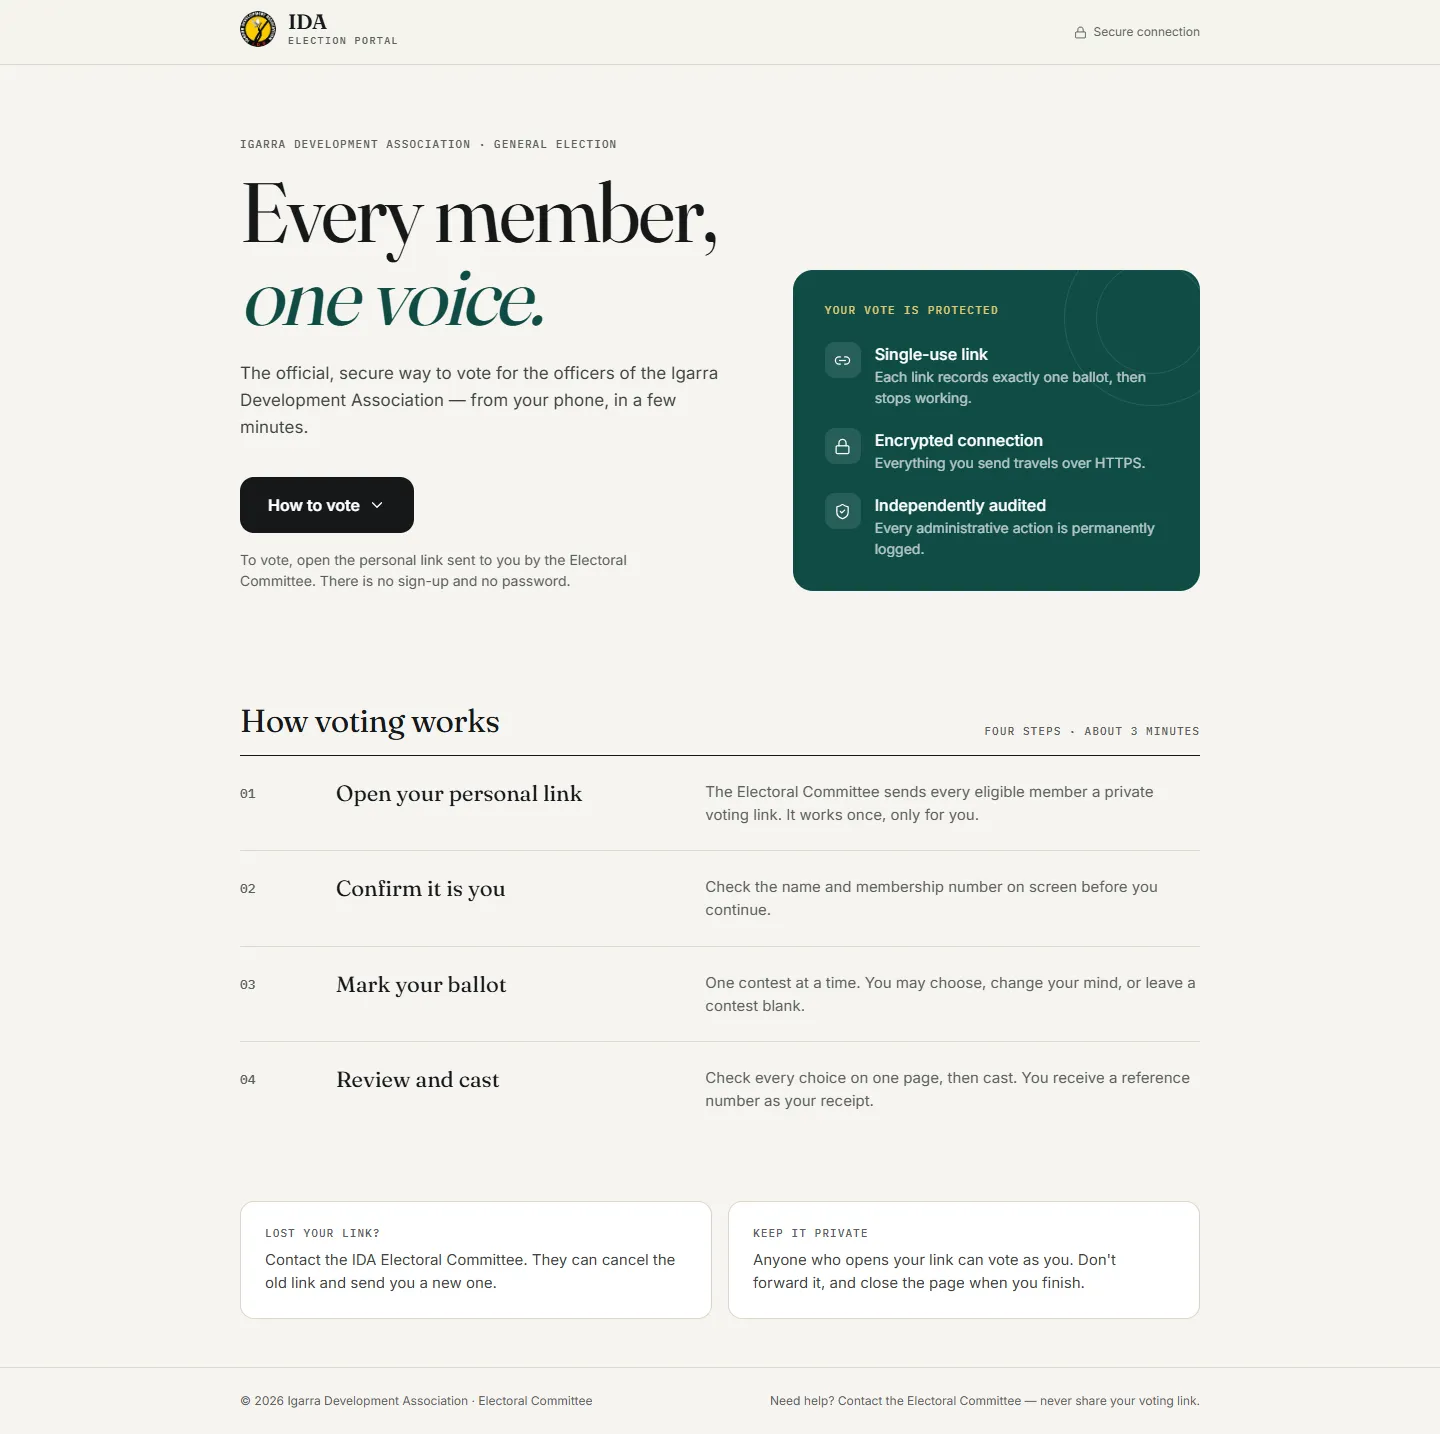 IDA
ELECTION PORTAL
Secure connection
IGARRA DEVELOPMENT ASSOCIATION · GENERAL ELECTION
Every member,
one voice.
The official, secure way to vote for the officers of the Igarra
Development Association — from your phone, in a few
minutes.
How to vote
To vote, open the personal link sent to you by the Electoral
Committee. There is no sign-up and no password.
YOUR VOTE IS PROTECTED
Single-use link
Each link records exactly one ballot, then
stops working.
Encrypted connection
Everything you send travels over HTTPS.
Independently audited
Every administrative action is permanently
logged.
How voting works
FOUR STEPS · ABOUT 3 MINUTES
01
Open your personal link
The Electoral Committee sends every eligible member a private
voting link. It works once, only for you.
02
Confirm it is you
Check the name and membership number on screen before you
continue.
03
Mark your ballot
One contest at a time. You may choose, change your mind, or leave a
contest blank.
04
Review and cast
Check every choice on one page, then cast. You receive a reference
number as your receipt.
LOST YOUR LINK?
Contact the IDA Electoral Committee. They can cancel the
old link and send you a new one.
KEEP IT PRIVATE
Anyone who opens your link can vote as you. Don't
forward it, and close the page when you finish.
© 2026 Igarra Development Association · Electoral Committee
Need help? Contact the Electoral Committee — never share your voting link.